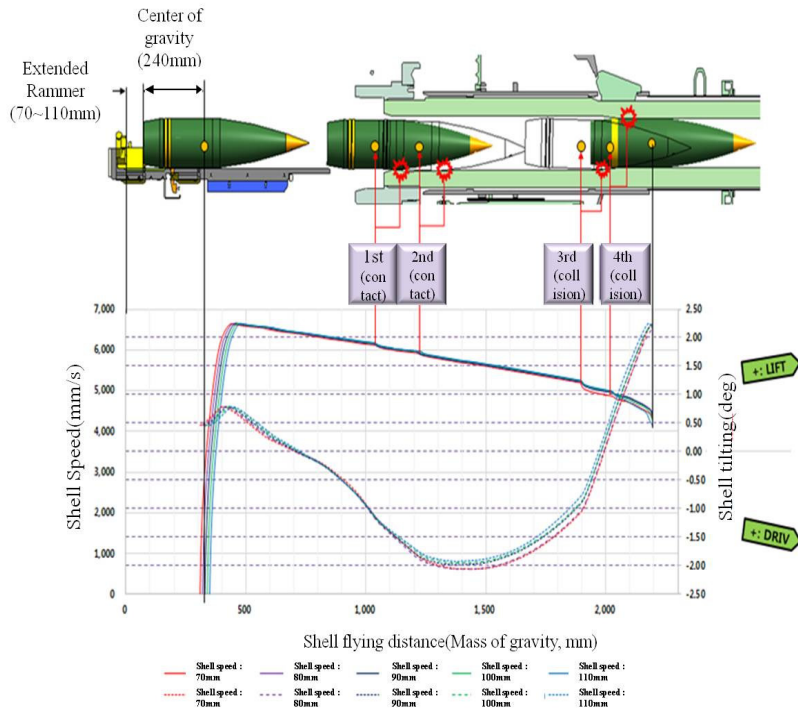 Center of
gravity
(240mm)
Extended
Rammer
(70~110mm)
1st
(con
tact)
2nd
(con
tact)
3rd
(coll
ision)
4th
(coll
ision)
7,000
6,000
5,000
4,000
3,000
2,000
1,000
0
Shell Speed(mm/s)
2.50
2.00
1.50
1.00
0.50
0.00
-0.50
-1.00
-1.50
-2.00
-2.50
Shell tilting(deg)
+: LIFT
+: DRIV
0
500
1,000
1,500
2,000
Shell flying distance(Mass of gravity, mm)
Shell speed :
70mm
Shell speed :
80mm
Shell speed :
90mm
Shell speed :
100mm
Shell speed :
110mm
Shell speed :
70mm
Shell speed :
80mm
Shell speed :
90mm
Shell speed :
100mm
Shell speed :
110mm